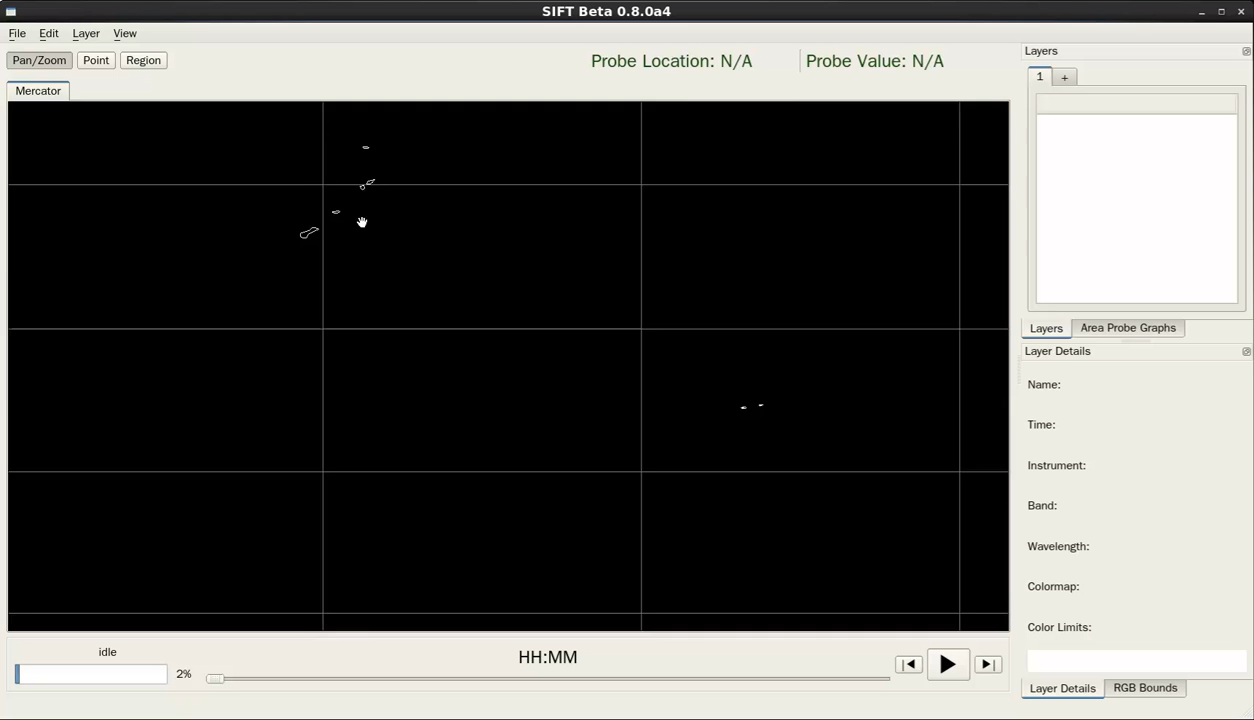 SIFT Beta 0.8.0a4
File Edit Layer View
Pan/Zoom Point Region
Probe Location: N/A Probe Value: N/A
Mercator
Layers
1 +
Layers Area Probe Graphs
Layer Details
Name:
Time:
Instrument:
Band:
Wavelength:
Colormap:
Color Limits:
idle
2%
HH:MM
Layer Details RGB Bounds